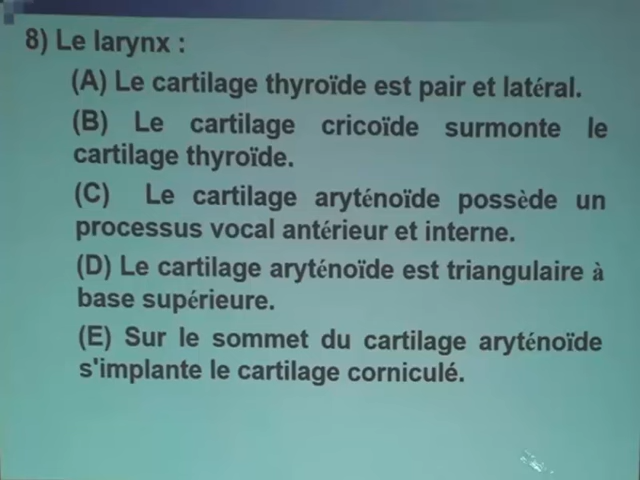 8) Le larynx :
(A) Le cartilage thyroïde est pair et latéral.
(B) Le cartilage cricoïde surmonte le
cartilage thyroïde.
(C) Le cartilage aryténoïde possède un
processus vocal antérieur et interne.
(D) Le cartilage aryténoïde est triangulaire à
base supérieure.
(E) Sur le sommet du cartilage aryténoïde
s'implante le cartilage corniculé.